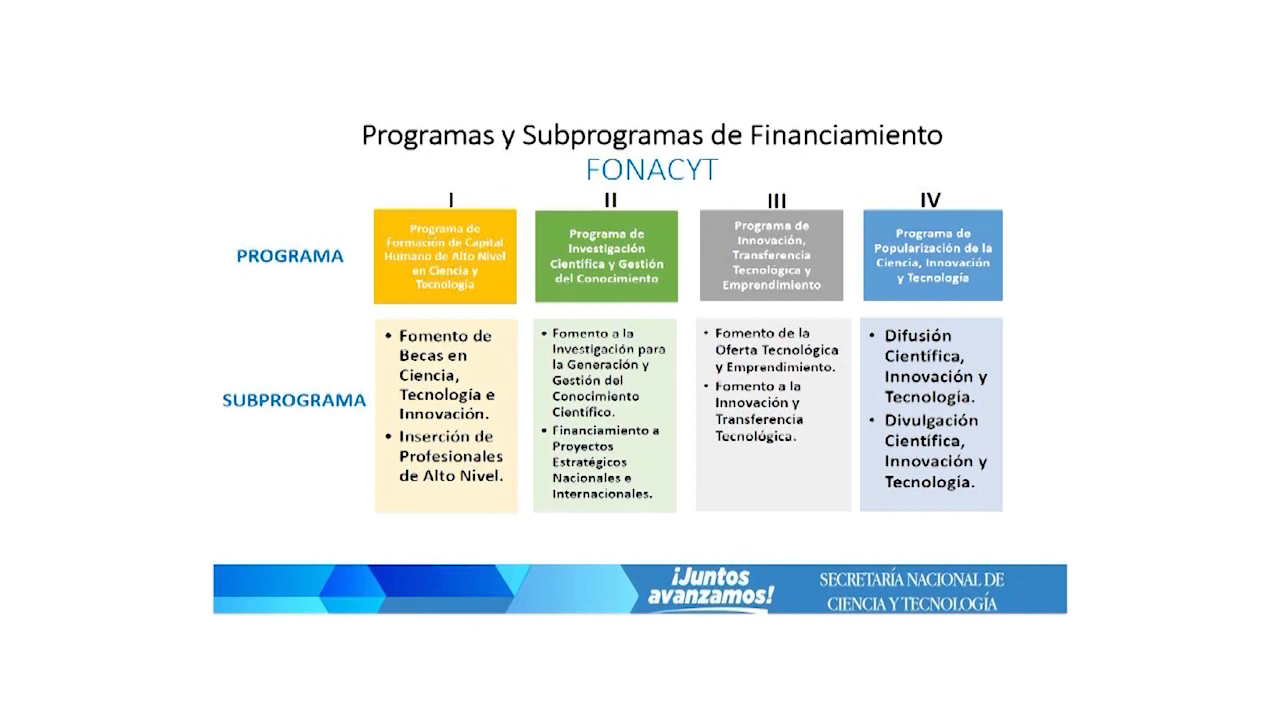 Programas y Subprogramas de Financiamiento
FONACYT
I
II
III
IV
PROGRAMA
Programa de
Formación de Capital
Humano de Alto Nivel
en Ciencia y
Tecnología
Programa de
Investigación
Científica y Gestión
del Conocimiento
Programa de
Innovación,
Transferencia
Tecnológica y
Emprendimiento
Programa de
Popularización de la
Ciencia, Innovación
y Tecnología
SUBPROGRAMA
• Fomento de
Becas en
Ciencia,
Tecnología e
Innovación.
• Inserción de
Profesionales
de Alto Nivel.
• Fomento a la
Investigación para
la Generación y
Gestión del
Conocimiento
Científico.
• Financiamiento a
Proyectos
Estratégicos
Nacionales e
Internacionales.
• Fomento de la
Oferta Tecnológica
y Emprendimiento.
• Fomento a la
Innovación y
Transferencia
Tecnológica.
• Difusión
Científica,
Innovación y
Tecnología.
• Divulgación
Científica,
Innovación y
Tecnología.
¡Juntos
avanzamos!
SECRETARÍA NACIONAL DE
CIENCIA Y TECNOLOGÍA